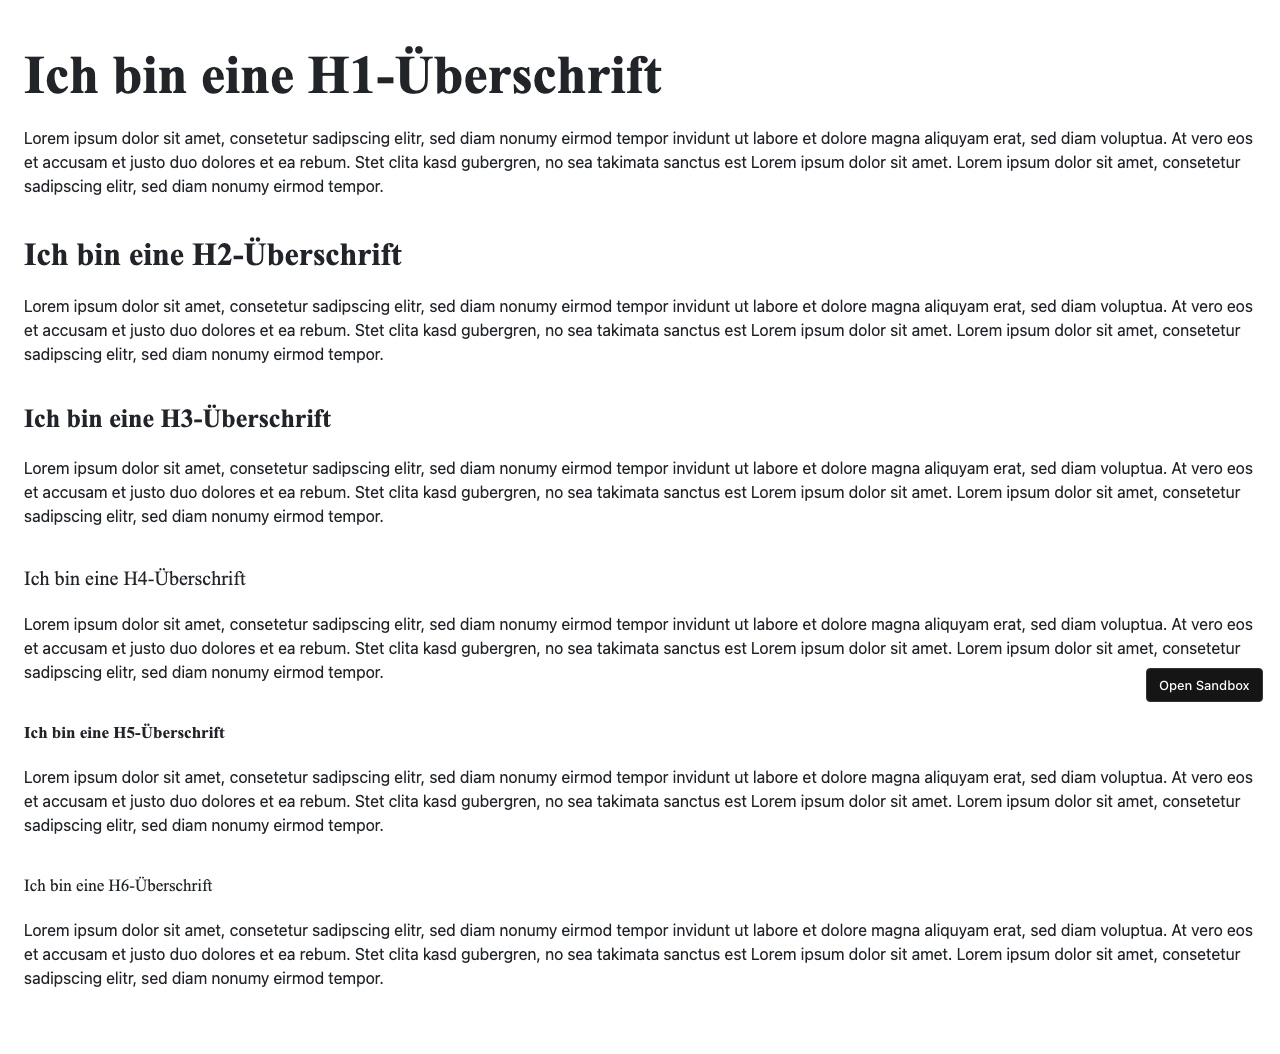 Ich bin eine H1-Überschrift
Lorem ipsum dolor sit amet, consetetur sadipscing elitr, sed diam nonumy eirmod tempor invidunt ut labore et dolore magna aliquyam erat, sed diam voluptua. At vero eos
et accusam et justo duo dolores et ea rebum. Stet clita kasd gubergren, no sea takimata sanctus est Lorem ipsum dolor sit amet. Lorem ipsum dolor sit amet, consetetur
sadipscing elitr, sed diam nonumy eirmod tempor.
Ich bin eine H2-Überschrift
Lorem ipsum dolor sit amet, consetetur sadipscing elitr, sed diam nonumy eirmod tempor invidunt ut labore et dolore magna aliquyam erat, sed diam voluptua. At vero eos
et accusam et justo duo dolores et ea rebum. Stet clita kasd gubergren, no sea takimata sanctus est Lorem ipsum dolor sit amet. Lorem ipsum dolor sit amet, consetetur
sadipscing elitr, sed diam nonumy eirmod tempor.
Ich bin eine H3-Überschrift
Lorem ipsum dolor sit amet, consetetur sadipscing elitr, sed diam nonumy eirmod tempor invidunt ut labore et dolore magna aliquyam erat, sed diam voluptua. At vero eos
et accusam et justo duo dolores et ea rebum. Stet clita kasd gubergren, no sea takimata sanctus est Lorem ipsum dolor sit amet. Lorem ipsum dolor sit amet, consetetur
sadipscing elitr, sed diam nonumy eirmod tempor.
Ich bin eine H4-Überschrift
Lorem ipsum dolor sit amet, consetetur sadipscing elitr, sed diam nonumy eirmod tempor invidunt ut labore et dolore magna aliquyam erat, sed diam voluptua. At vero eos
et accusam et justo duo dolores et ea rebum. Stet clita kasd gubergren, no sea takimata sanctus est Lorem ipsum dolor sit amet. Lorem ipsum dolor sit amet, consetetur
sadipscing elitr, sed diam nonumy eirmod tempor.
Open Sandbox
Ich bin eine H5-Überschrift
Lorem ipsum dolor sit amet, consetetur sadipscing elitr, sed diam nonumy eirmod tempor invidunt ut labore et dolore magna aliquyam erat, sed diam voluptua. At vero eos
et accusam et justo duo dolores et ea rebum. Stet clita kasd gubergren, no sea takimata sanctus est Lorem ipsum dolor sit amet. Lorem ipsum dolor sit amet, consetetur
sadipscing elitr, sed diam nonumy eirmod tempor.
Ich bin eine H6-Überschrift
Lorem ipsum dolor sit amet, consetetur sadipscing elitr, sed diam nonumy eirmod tempor invidunt ut labore et dolore magna aliquyam erat, sed diam voluptua. At vero eos
et accusam et justo duo dolores et ea rebum. Stet clita kasd gubergren, no sea takimata sanctus est Lorem ipsum dolor sit amet. Lorem ipsum dolor sit amet, consetetur
sadipscing elitr, sed diam nonumy eirmod tempor.